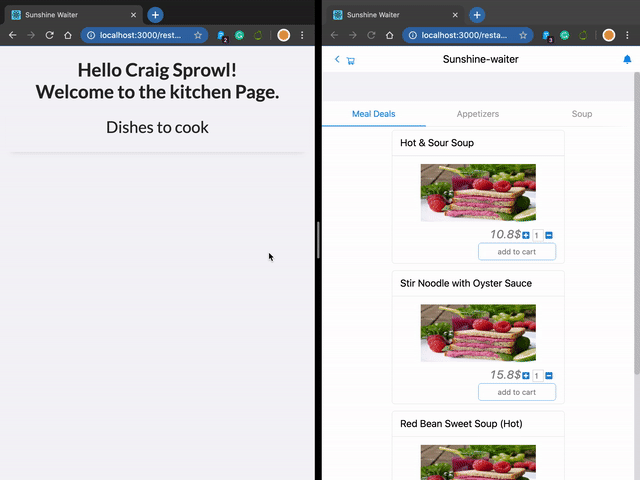 Sunshine Waiter
localhost:3000/rest...
2
Hello Craig Sprowl!
Welcome to the kitchen Page.
Dishes to cook
Sunshine Waiter
localhost:3000/resta...
3
Sunshine-waiter
Meal Deals
Appetizers
Soup
Hot & Sour Soup
10.8$
1
add to cart
Stir Noodle with Oyster Sauce
15.8$
1
add to cart
Red Bean Sweet Soup (Hot)